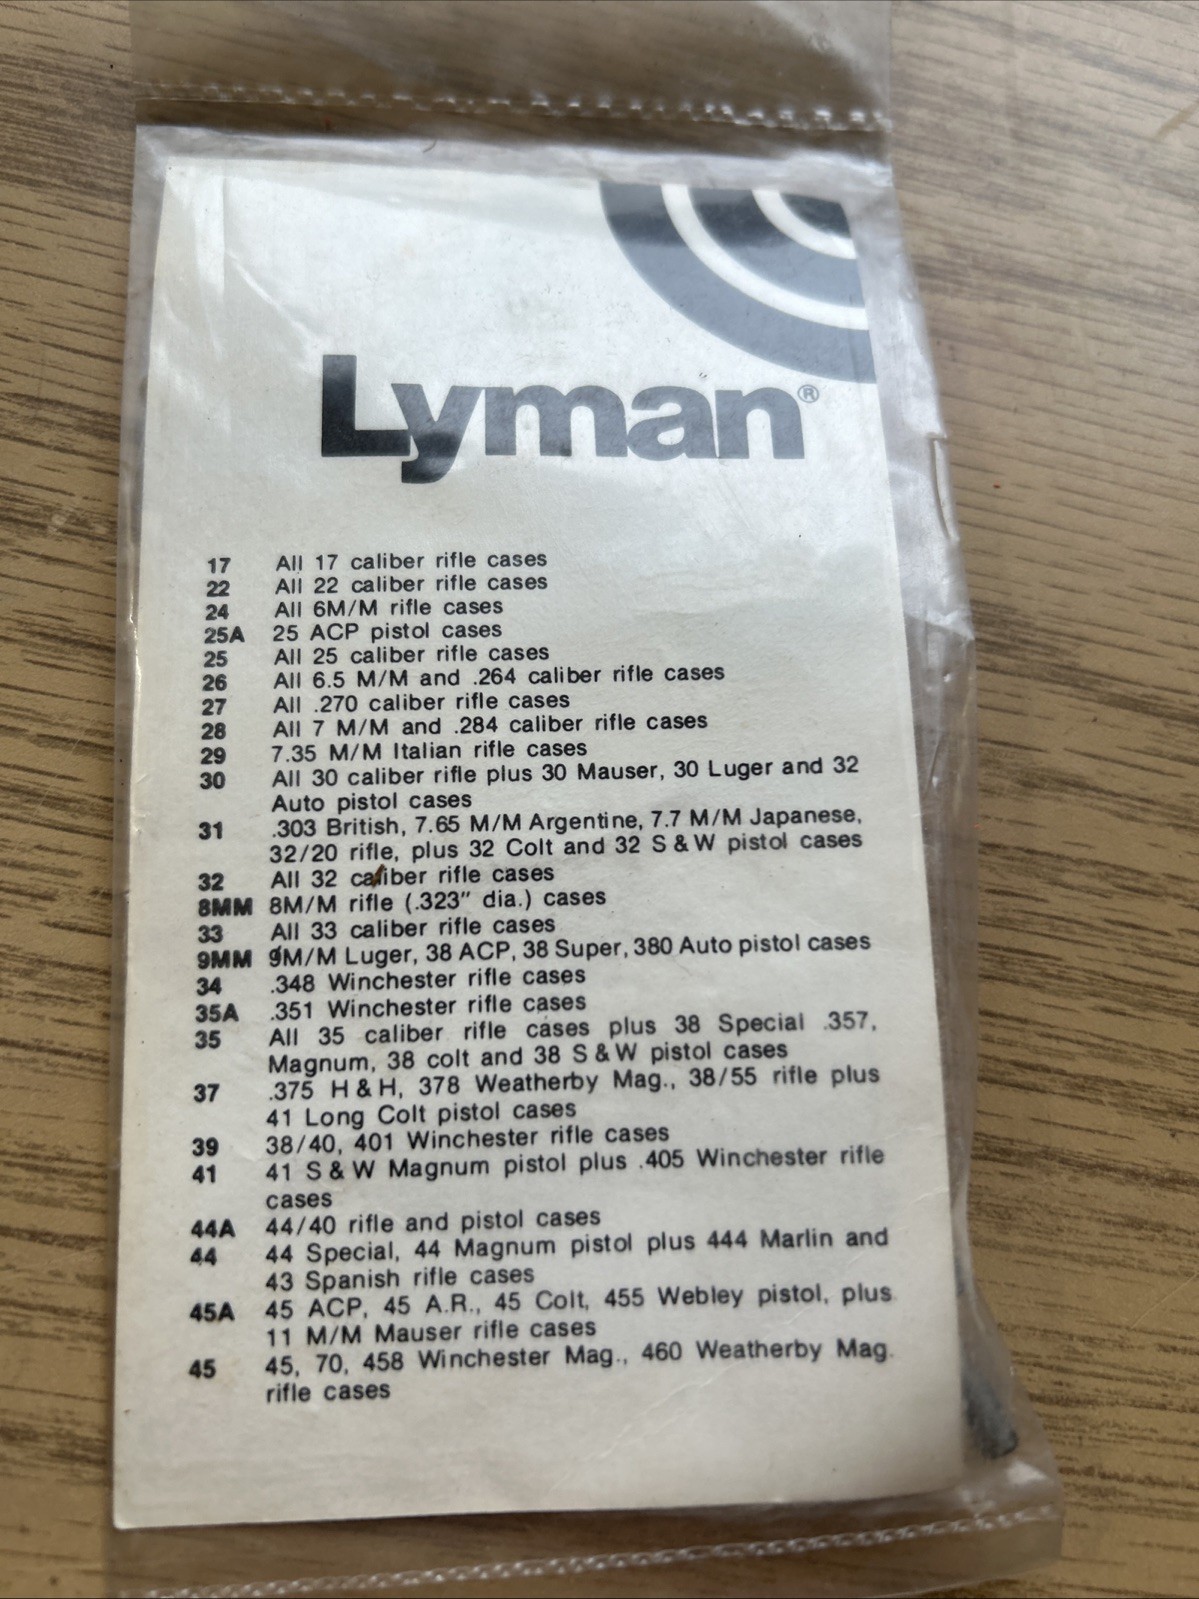 Lyman®
17 All 17 caliber rifle cases
22 All 22 caliber rifle cases
24 All 6M/M rifle cases
25A 25 ACP pistol cases
25 All 25 caliber rifle cases
26 All 6.5 M/M and .264 caliber rifle cases
27 All .270 caliber rifle cases
28 All 7 M/M and .284 caliber rifle cases
29 7.35 M/M Italian rifle cases
30 All 30 caliber rifle plus 30 Mauser, 30 Luger and 32
Auto pistol cases
31 .303 British, 7.65 M/M Argentine, 7.7 M/M Japanese,
32/20 rifle, plus 32 Colt and 32 S&W pistol cases
32 All 32 caliber rifle cases
8MM 8M/M rifle (.323" dia.) cases
33 All 33 caliber rifle cases
9MM 9M/M Luger, 38 ACP, 38 Super, 380 Auto pistol cases
34 .348 Winchester rifle cases
35A .351 Winchester rifle cases
35 All 35 caliber rifle cases plus 38 Special .357,
Magnum, 38 colt and 38 S&W pistol cases
37 .375 H&H, 378 Weatherby Mag., 38/55 rifle plus
41 Long Colt pistol cases
39 38/40, 401 Winchester rifle cases
41 41 S&W Magnum pistol plus .405 Winchester rifle
cases
44A 44/40 rifle and pistol cases
44 44 Special, 44 Magnum pistol plus 444 Marlin and
43 Spanish rifle cases
45A 45 ACP, 45 A.R., 45 Colt, 455 Webley pistol, plus
11 M/M Mauser rifle cases
45 45, 70, 458 Winchester Mag., 460 Weatherby Mag.
rifle cases